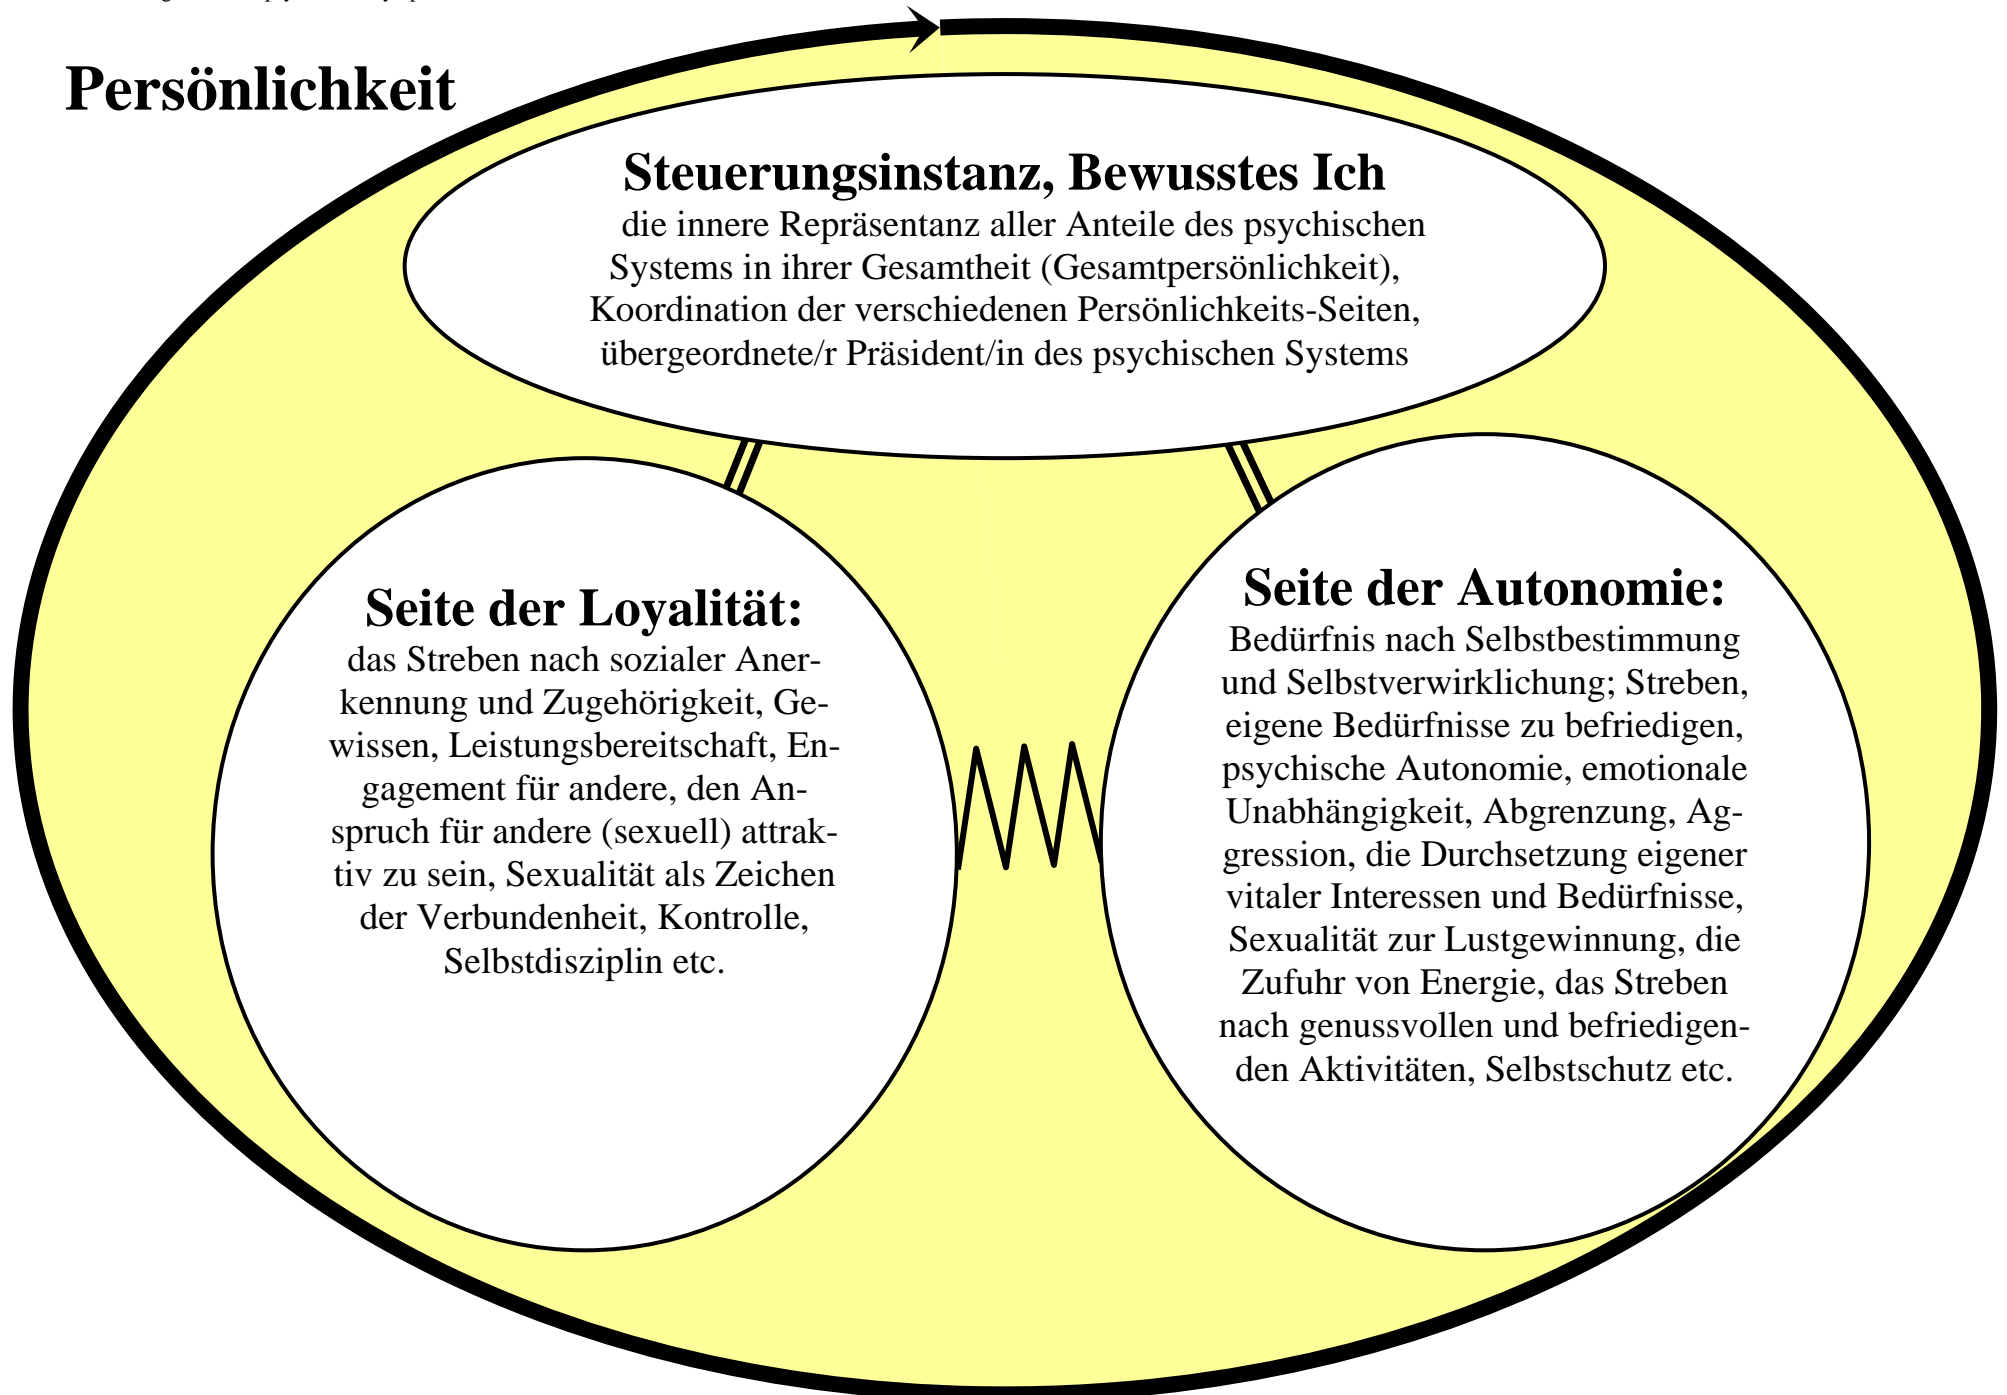 Persönlichkeit
Steuerungsinstanz, Bewusstes Ich
die innere Repräsentanz aller Anteile des psychischen
Systems in ihrer Gesamtheit (Gesamtpersönlichkeit),
Koordination der verschiedenen Persönlichkeits-Seiten,
übergeordnete/r Präsident/in des psychischen Systems
Seite der Loyalität:
das Streben nach sozialer Aner-
kennung und Zugehörigkeit, Ge-
wissen, Leistungsbereitschaft, En-
gagement für andere, den An-
spruch für andere (sexuell) attrak-
tiv zu sein, Sexualität als Zeichen
der Verbundenheit, Kontrolle,
Selbstdisziplin etc.
Seite der Autonomie:
Bedürfnis nach Selbstbestimmung
und Selbstverwirklichung; Streben,
eigene Bedürfnisse zu befriedigen,
psychische Autonomie, emotionale
Unabhängigkeit, Abgrenzung, Ag-
gression, die Durchsetzung eigener
vitaler Interessen und Bedürfnisse,
Sexualität zur Lustgewinnung, die
Zufuhr von Energie, das Streben
nach genussvollen und befriedigen-
den Aktivitäten, Selbstschutz etc.